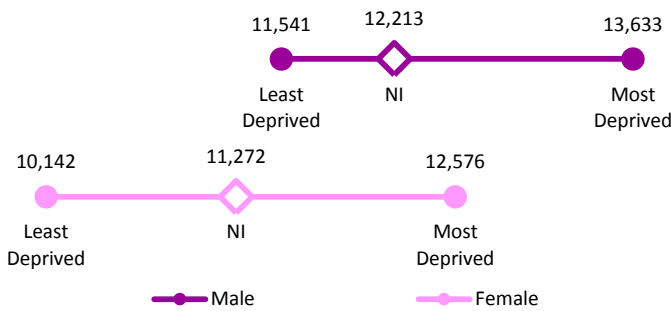 11,541 12,213 13,633
Least NI Most
Deprived Deprived
10,142 11,272 12,576
Least NI Most
Deprived Deprived
Male Female